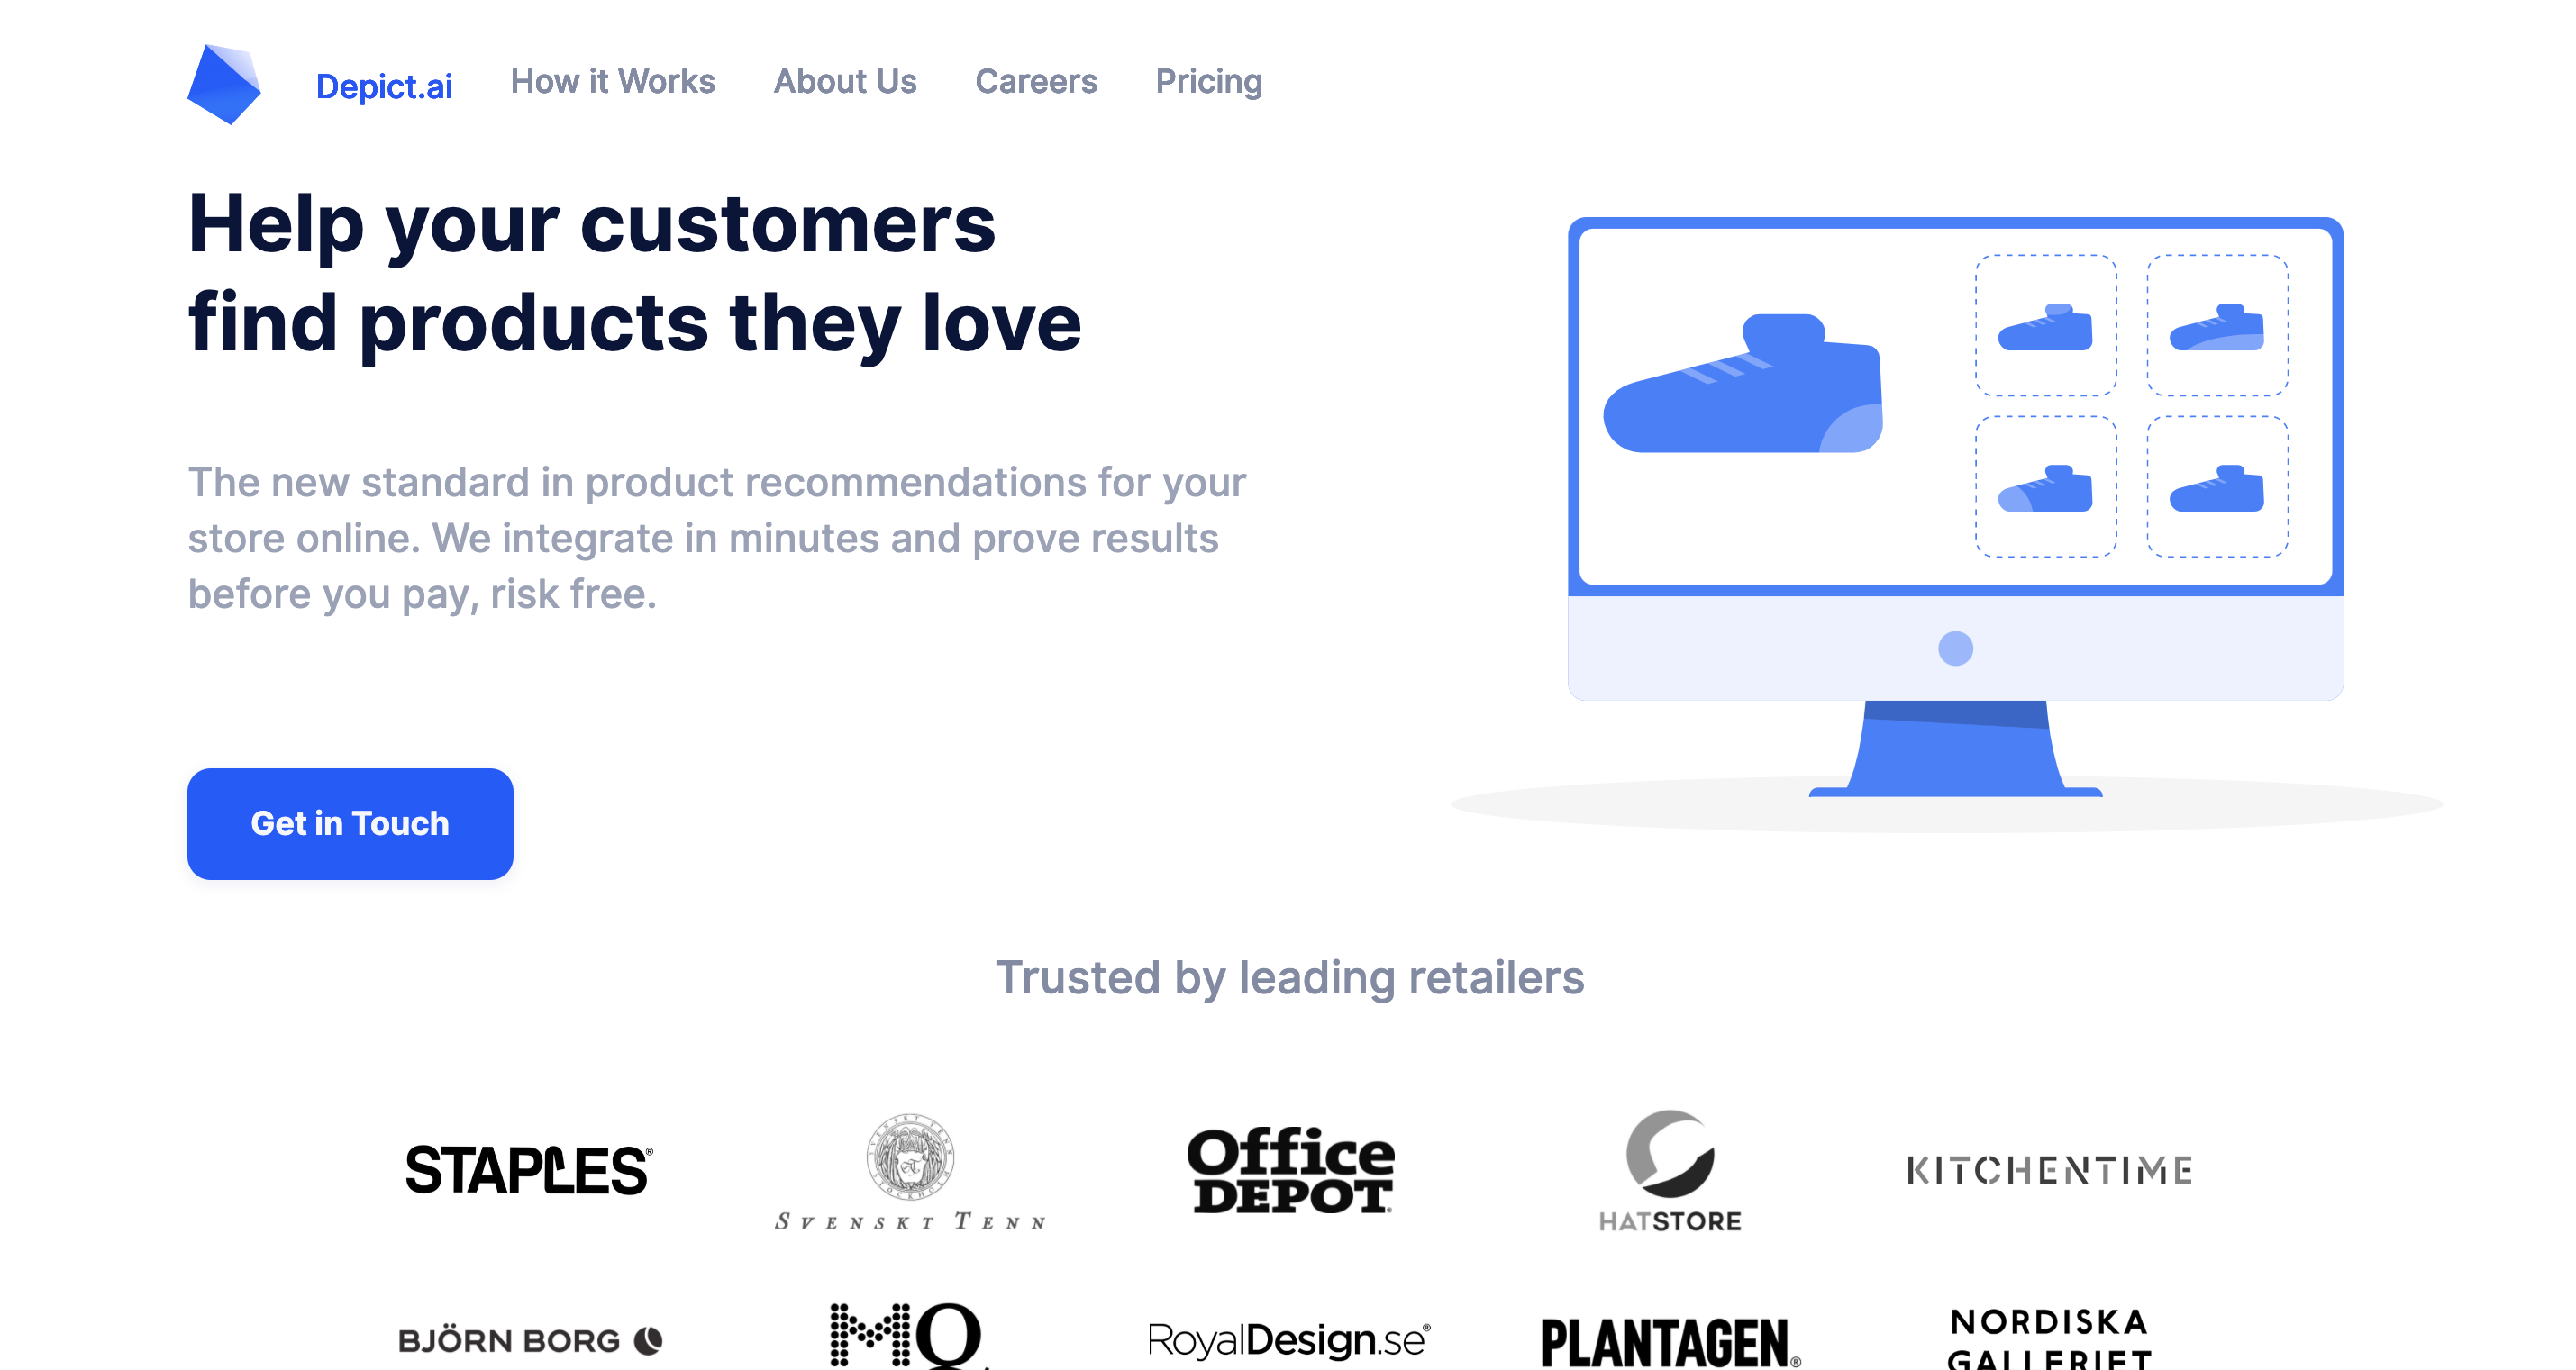 Depict.ai How it Works About Us Careers Pricing
Help your customers
find products they love
The new standard in product recommendations for your
store online. We integrate in minutes and prove results
before you pay, risk free.
Get in Touch
Trusted by leading retailers
STAPLES®
SVENSKT TENN STOCKHOLM
SVENSKT TENN
Office
DEPOT
HATSTORE
KITCHENTIME
BJÖRN BORG
MQ
RoyalDesign.se®
PLANTAGEN®
NORDISKA
GALLERIET